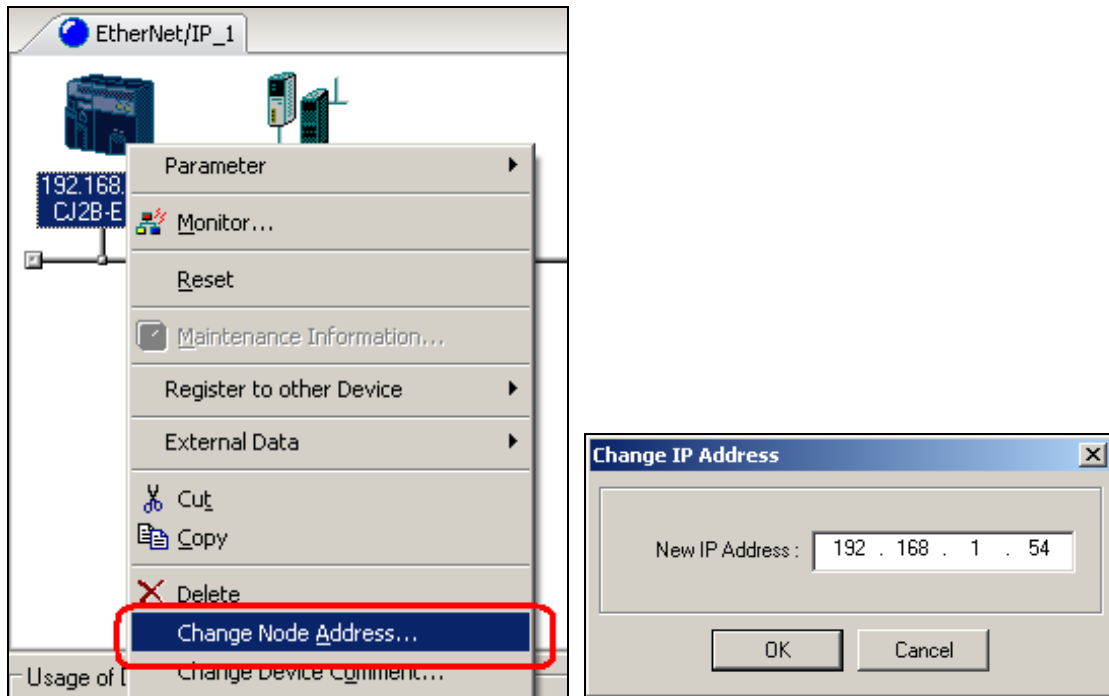 EtherNet/IP_1
192.168.
CJ2B-E
Parameter
Monitor...
Reset
Maintenance Information...
Register to other Device
External Data
Cut
Copy
Delete
Change Node Address...
Change Device Comment...
Usage of
Change IP Address
New IP Address : 192 . 168 . 1 . 54
OK Cancel